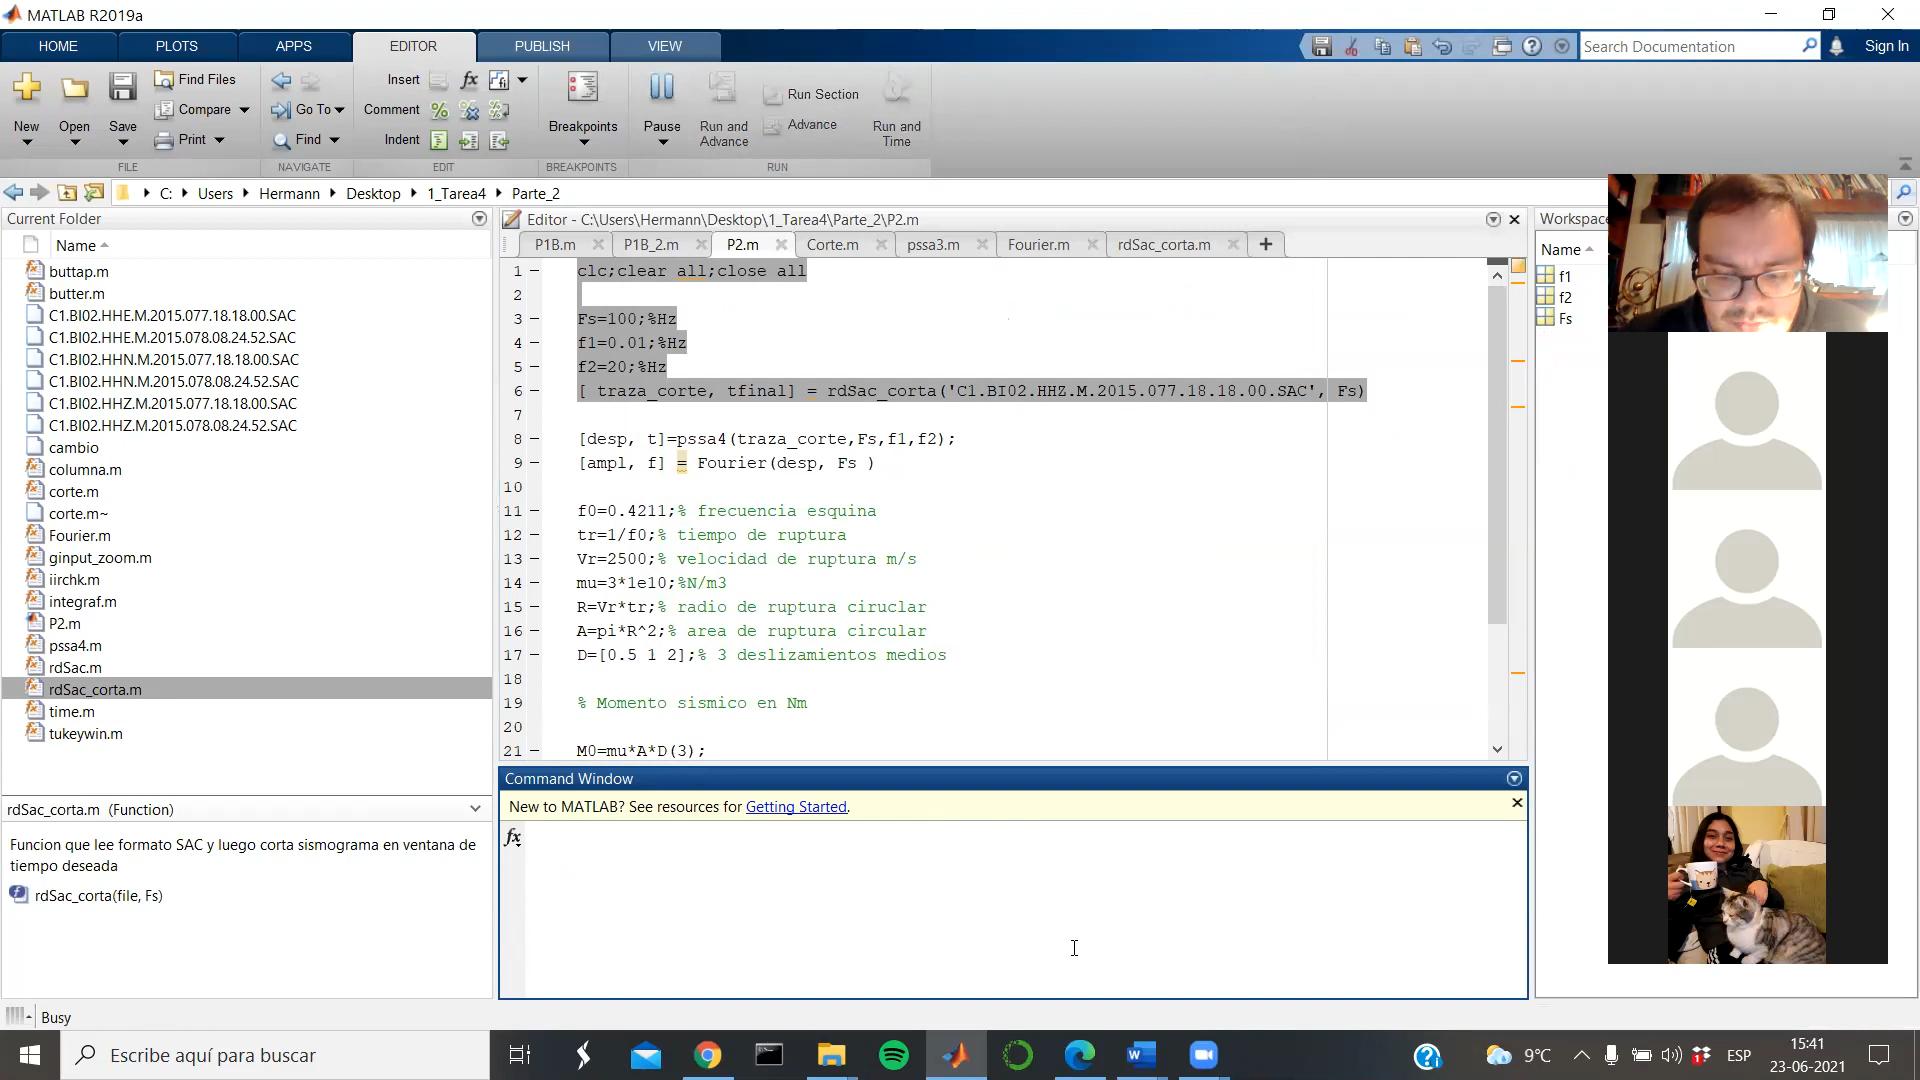 MATLAB R2019a
HOME PLOTS APPS EDITOR PUBLISH VIEW
Search Documentation
Sign In
New
Open
Save
Find Files
Compare
Print
Go To
Find
Insert
Comment
Indent
fx
Breakpoints
Pause
Run and
Advance
Run Section
Advance
Run and
Time
FILE NAVIGATE EDIT BREAKPOINTS RUN
C: Users Hermann Desktop 1_Tarea4 Parte_2
Current Folder
Name
buttap.m
butter.m
C1.BI02.HHE.M.2015.077.18.18.00.SAC
C1.BI02.HHE.M.2015.078.08.24.52.SAC
C1.BI02.HHN.M.2015.077.18.18.00.SAC
C1.BI02.HHN.M.2015.078.08.24.52.SAC
C1.BI02.HHZ.M.2015.077.18.18.00.SAC
C1.BI02.HHZ.M.2015.078.08.24.52.SAC
cambio
columna.m
corte.m
corte.m~
Fourier.m
ginput_zoom.m
iirchk.m
integraf.m
P2.m
pssa4.m
rdSac.m
rdSac_corta.m
time.m
tukeywin.m
rdSac_corta.m (Function)
Funcion que lee formato SAC y luego corta sismograma en ventana de
tiempo deseada
rdSac_corta(file, Fs)
Editor - C:\Users\Hermann\Desktop\1_Tarea4\Parte_2\P2.m
P1B.m P1B_2.m P2.m Corte.m pssa3.m Fourier.m rdSac_corta.m
1 clc;clear all;close all
2
3 Fs=100;%Hz
4 f1=0.01;%Hz
5 f2=20;%Hz
6 [ traza_corte, tfinal] = rdSac_corta('C1.BI02.HHZ.M.2015.077.18.18.00.SAC', Fs)
7
8 [desp, t]=pssa4(traza_corte,Fs,f1,f2);
9 [ampl, f] = Fourier(desp, Fs )
10
11 f0=0.4211;% frecuencia esquina
12 tr=1/f0;% tiempo de ruptura
13 Vr=2500;% velocidad de ruptura m/s
14 mu=3*1e10;%N/m3
15 R=Vr*tr;% radio de ruptura ciruclar
16 A=pi*R^2;% area de ruptura circular
17 D=[0.5 1 2];% 3 deslizamientos medios
18
19 % Momento sismico en Nm
20
21 M0=mu*A*D(3);
Command Window
New to MATLAB? See resources for Getting Started.
fx
Workspac
Name
f1
f2
Fs
Busy
Escribe aquí para buscar
9°C
ESP
15:41
23-06-2021